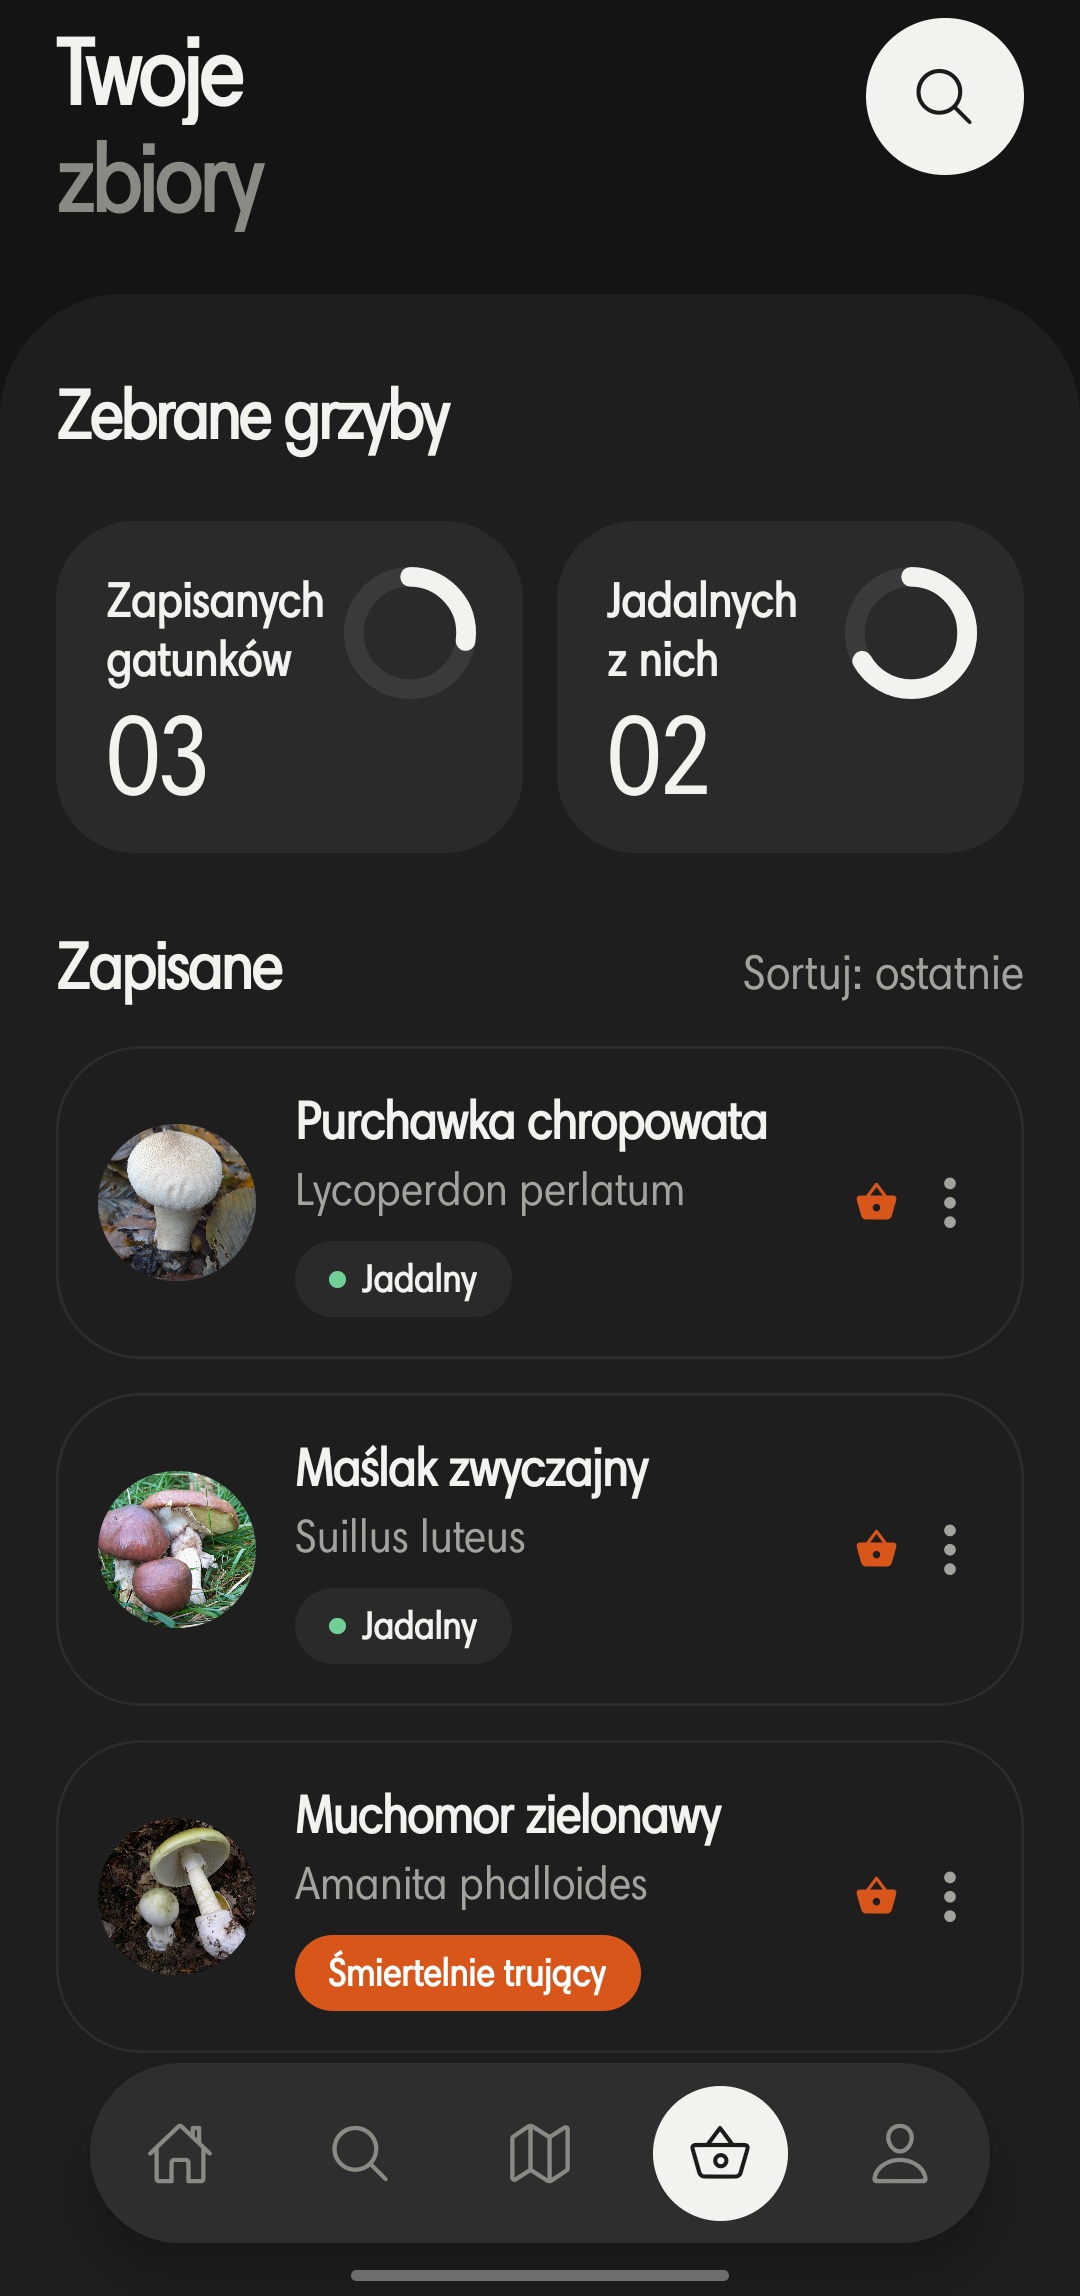 Twoje
zbiory
Zebrane grzyby
Zapisanych
gatunków
03
Jadalnych
z nich
02
Zapisane
Sortuj: ostatnie
Purchawka chropowata
Lycoperdon perlatum
Jadalny
Maślak zwyczajny
Suillus luteus
Jadalny
Muchomor zielonawy
Amanita phalloides
Śmiertelnie trujący